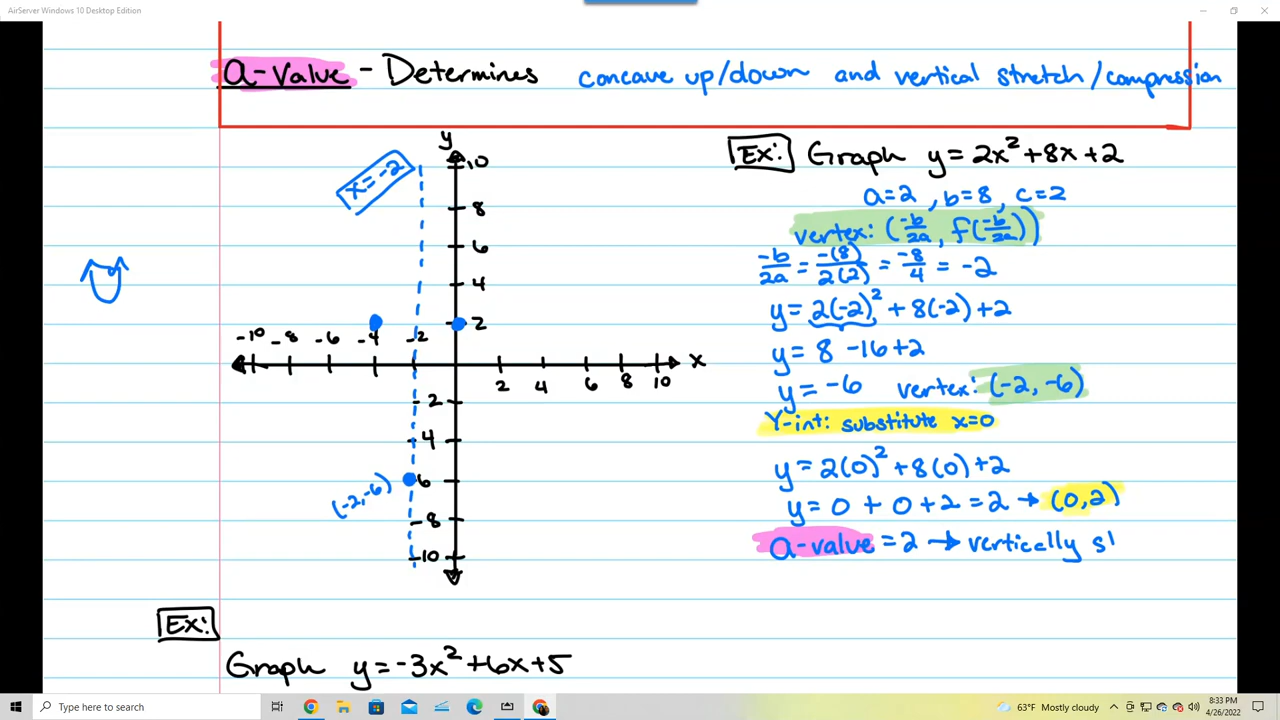 AirServer Windows 10 Desktop Edition
a-value - Determines concave up/down and vertical stretch/compression
Ex: Graph y = 2x² + 8x + 2
a=2, b=8, c=2
vertex: (-b/2a, f(-b/2a))
-b/2a = -(8)/2(2) = -8/4 = -2
y = 2(-2)² + 8(-2) + 2
y = 8 - 16 + 2
y = -6 vertex: (-2, -6)
Y-int: substitute x=0
y = 2(0)² + 8(0) + 2
y = 0 + 0 + 2 = 2 → (0,2)
a-value = 2 → vertically s
x = -2
y
10
8
6
4
2
-10 -8 -6 -4 -2
x
2 4 6 8 10
-2
-4
-6
(-2,-6)
-8
-10
Ex:
Graph y = -3x² + 6x + 5
Type here to search
63°F Mostly cloudy
8:33 PM
4/26/2022